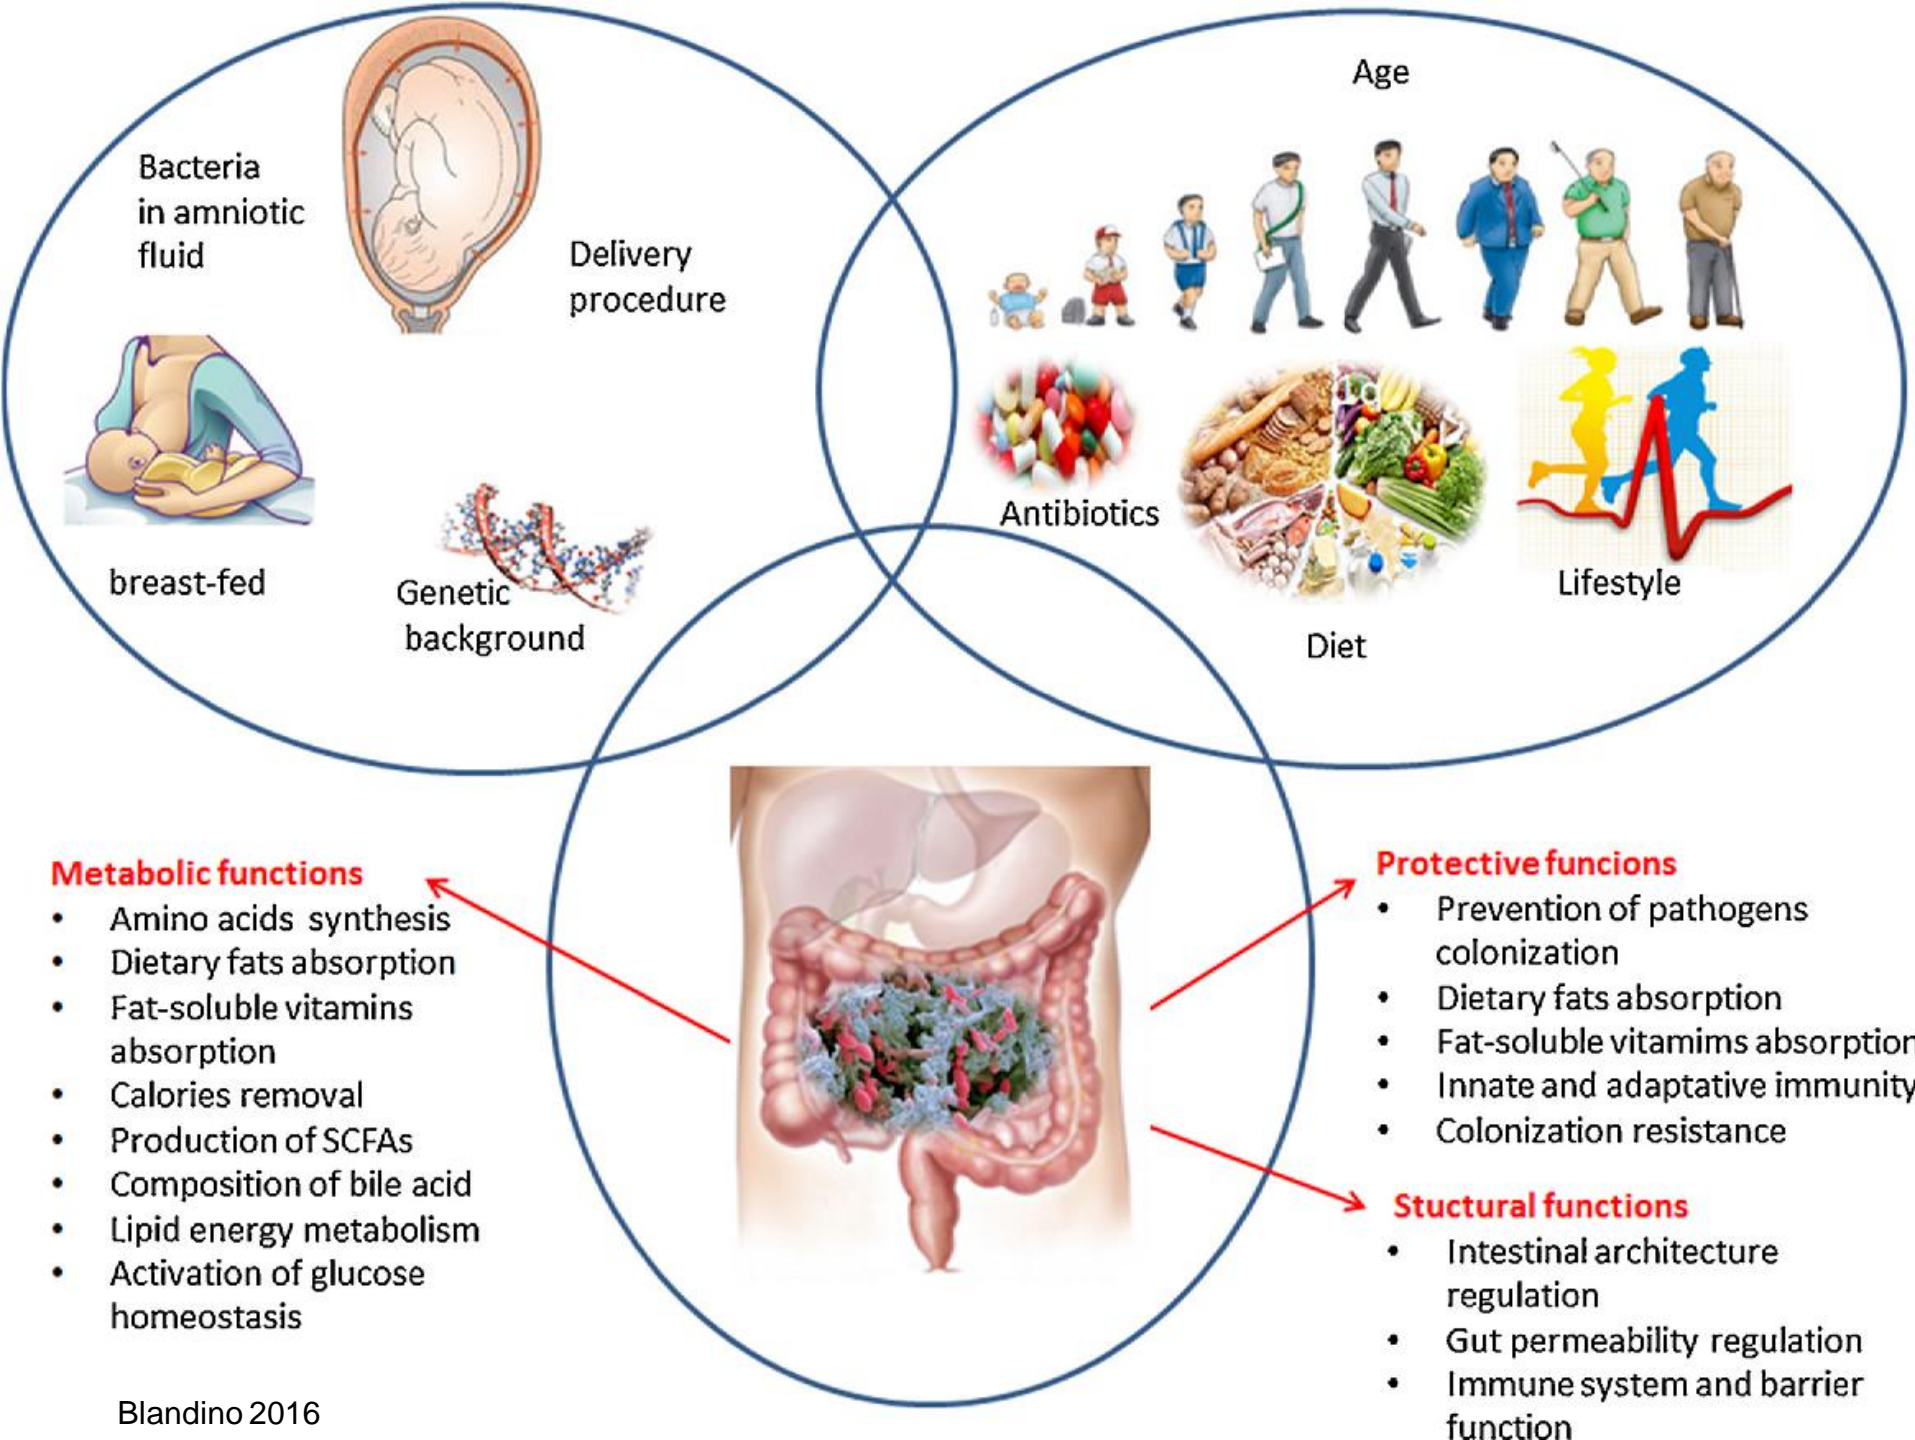 Bacteria
in amniotic
fluid
Delivery
procedure
breast-fed
Genetic
background
Age
Antibiotics
Diet
Lifestyle
Metabolic functions
• Amino acids synthesis
• Dietary fats absorption
• Fat-soluble vitamins
absorption
• Calories removal
• Production of SCFAs
• Composition of bile acid
• Lipid energy metabolism
• Activation of glucose
homeostasis
Protective funcions
• Prevention of pathogens
colonization
• Dietary fats absorption
• Fat-soluble vitamims absorption
• Innate and adaptative immunity
• Colonization resistance
Stuctural functions
• Intestinal architecture
regulation
• Gut permeability regulation
• Immune system and barrier
function
Blandino 2016